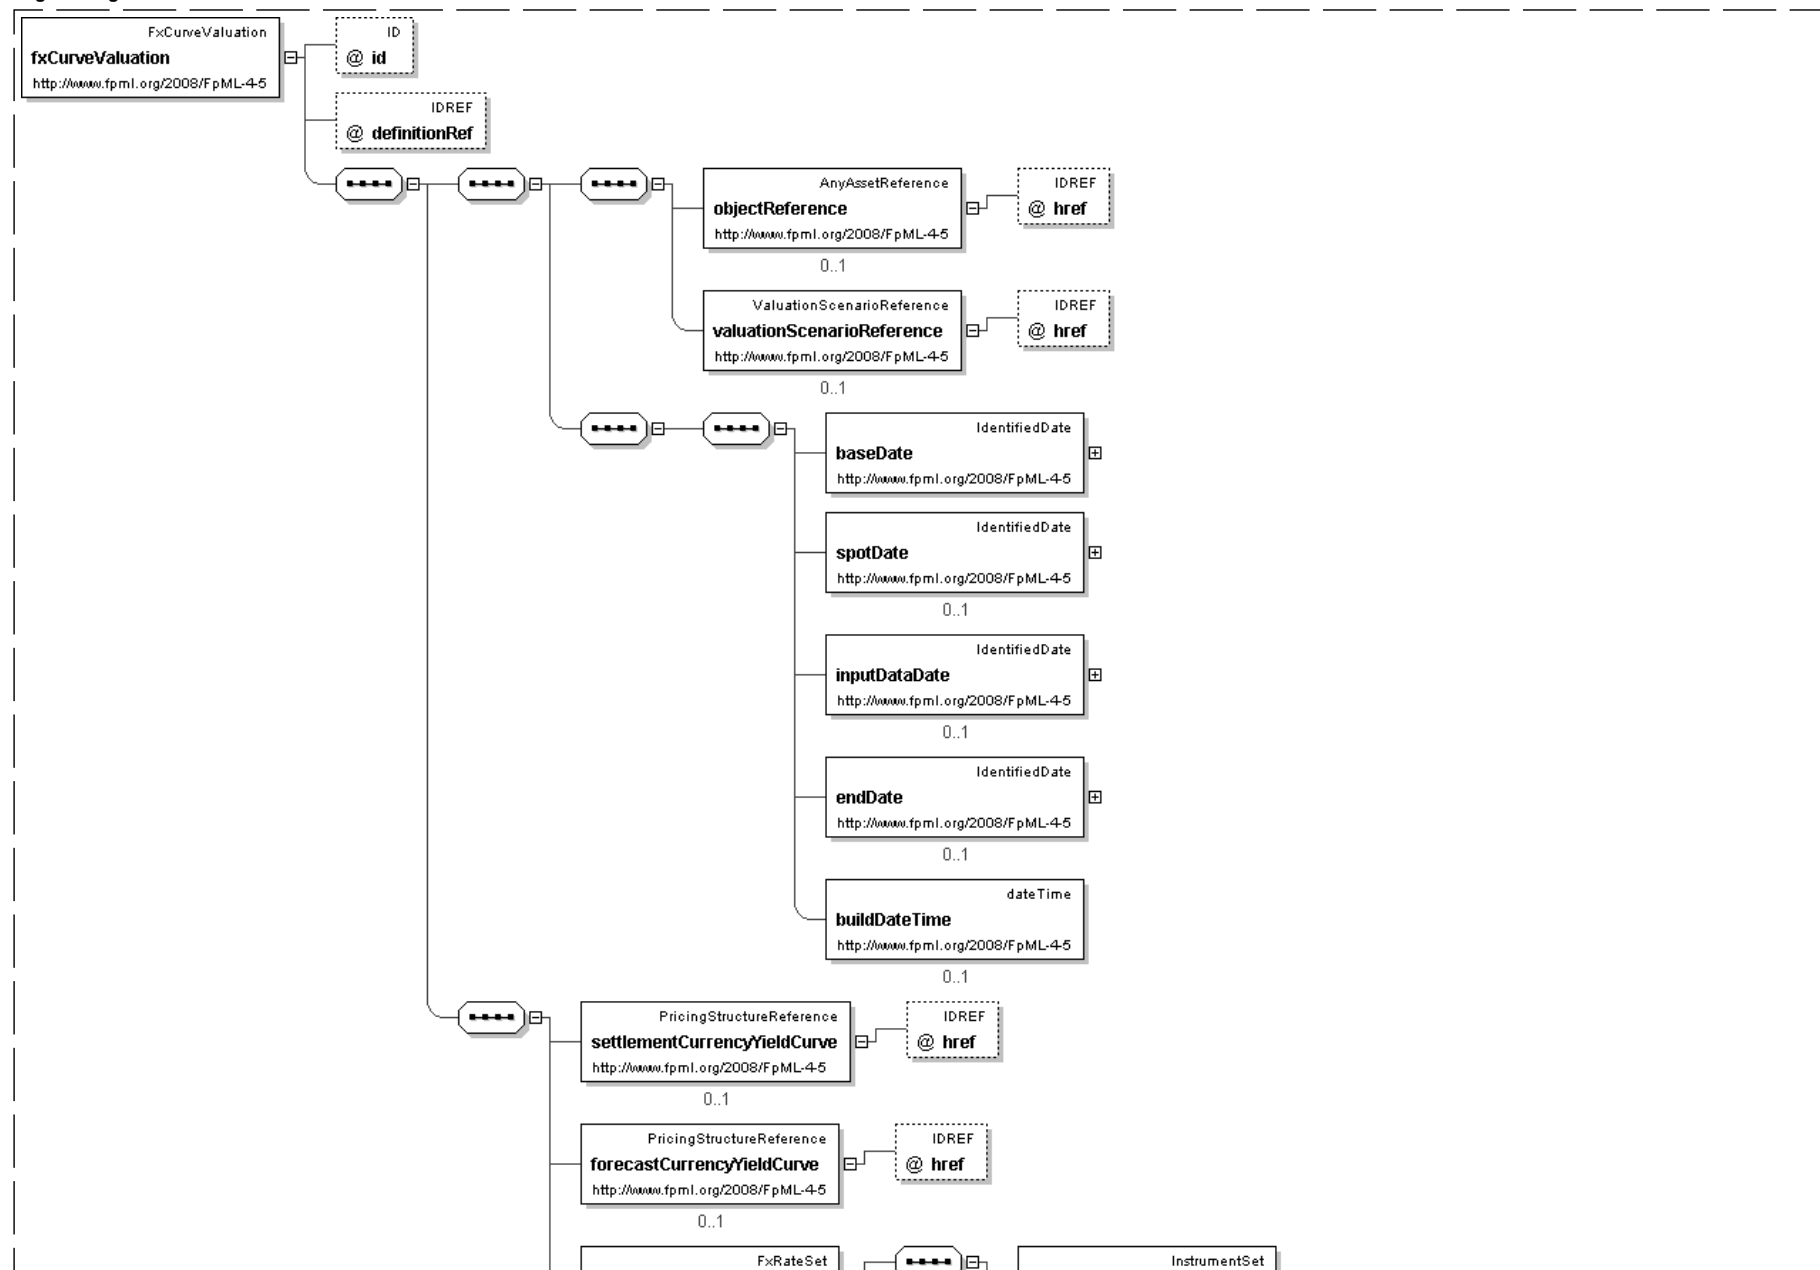 FxCurveValuation
fxCurveValuation
http://www.fpml.org/2008/FpML-4-5
ID
@ id
IDREF
@ definitionRef
AnyAssetReference
objectReference
http://www.fpml.org/2008/FpML-4-5
0..1
IDREF
@ href
ValuationScenarioReference
valuationScenarioReference
http://www.fpml.org/2008/FpML-4-5
0..1
IDREF
@ href
IdentifiedDate
baseDate
http://www.fpml.org/2008/FpML-4-5
IdentifiedDate
spotDate
http://www.fpml.org/2008/FpML-4-5
0..1
IdentifiedDate
inputDataDate
http://www.fpml.org/2008/FpML-4-5
0..1
IdentifiedDate
endDate
http://www.fpml.org/2008/FpML-4-5
0..1
dateTime
buildDateTime
http://www.fpml.org/2008/FpML-4-5
0..1
PricingStructureReference
settlementCurrencyYieldCurve
http://www.fpml.org/2008/FpML-4-5
0..1
IDREF
@ href
PricingStructureReference
forecastCurrencyYieldCurve
http://www.fpml.org/2008/FpML-4-5
0..1
IDREF
@ href
FxRateSet
InstrumentSet